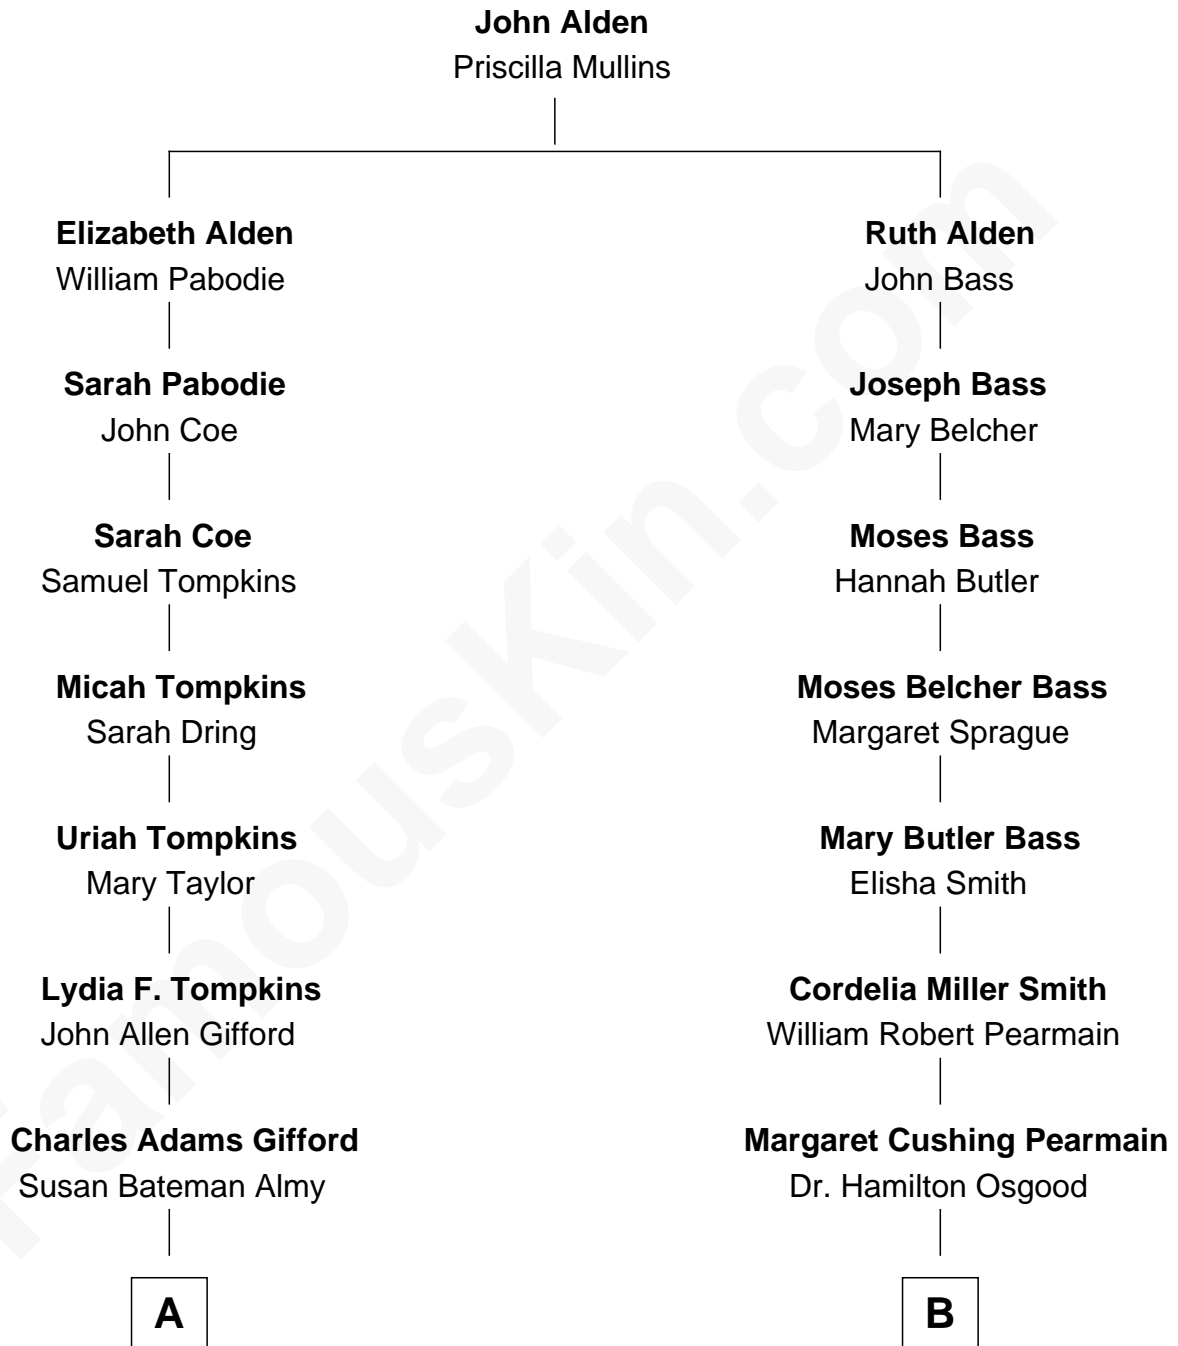 John Alden
Priscilla Mullins
Elizabeth Alden
William Pabodie
Ruth Alden
John Bass
Sarah Pabodie
John Coe
Joseph Bass
Mary Belcher
Sarah Coe
Samuel Tompkins
Moses Bass
Hannah Butler
Micah Tompkins
Sarah Dring
Moses Belcher Bass
Margaret Sprague
Uriah Tompkins
Mary Taylor
Mary Butler Bass
Elisha Smith
Lydia F. Tompkins
John Allen Gifford
Cordelia Miller Smith
William Robert Pearmain
Charles Adams Gifford
Susan Bateman Almy
Margaret Cushing Pearmain
Dr. Hamilton Osgood
A
B
FamousKin.com